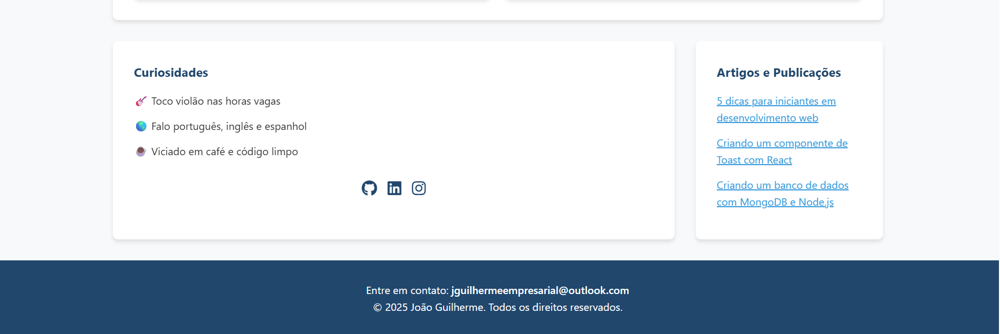 Curiosidades
🎸 Toco violão nas horas vagas
🌎 Falo português, inglês e espanhol
☕ Viciado em café e código limpo
Artigos e Publicações
5 dicas para iniciantes em
desenvolvimento web
Criando um componente de
Toast com React
Criando um banco de dados
com MongoDB e Node.js
Entre em contato: jguilhermeempresarial@outlook.com
© 2025 João Guilherme. Todos os direitos reservados.